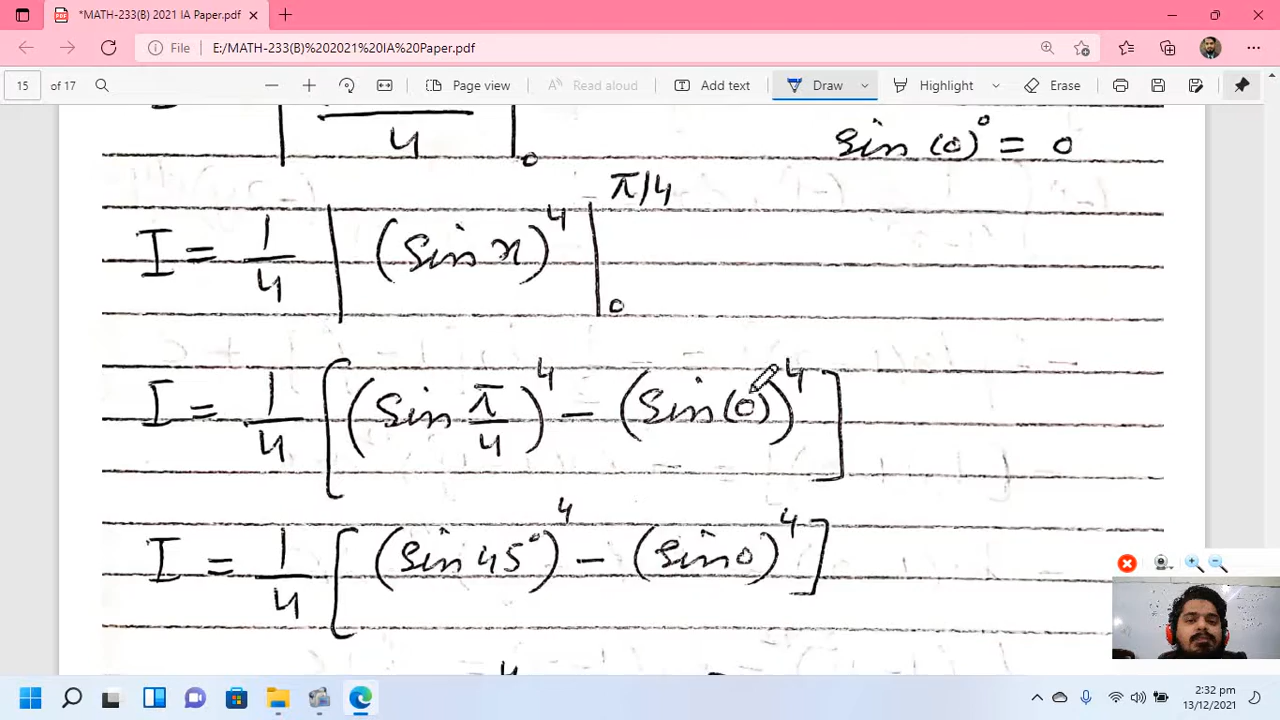 *MATH-233(B) 2021 IA Paper.pdf
File E:/MATH-233(B)%202021%20IA%20Paper.pdf
15 of 17 Page view Read aloud Add text Draw Highlight Erase
4 0
sin (0)° = 0
I = 1/4 | (Sin x)^4 |_0^π/4
I = 1/4 [ (Sin π/4)^4 - (Sin(0))^4 ]
I = 1/4 [ (Sin 45°)^4 - (Sin 0)^4 ]
2:32 pm
13/12/2021